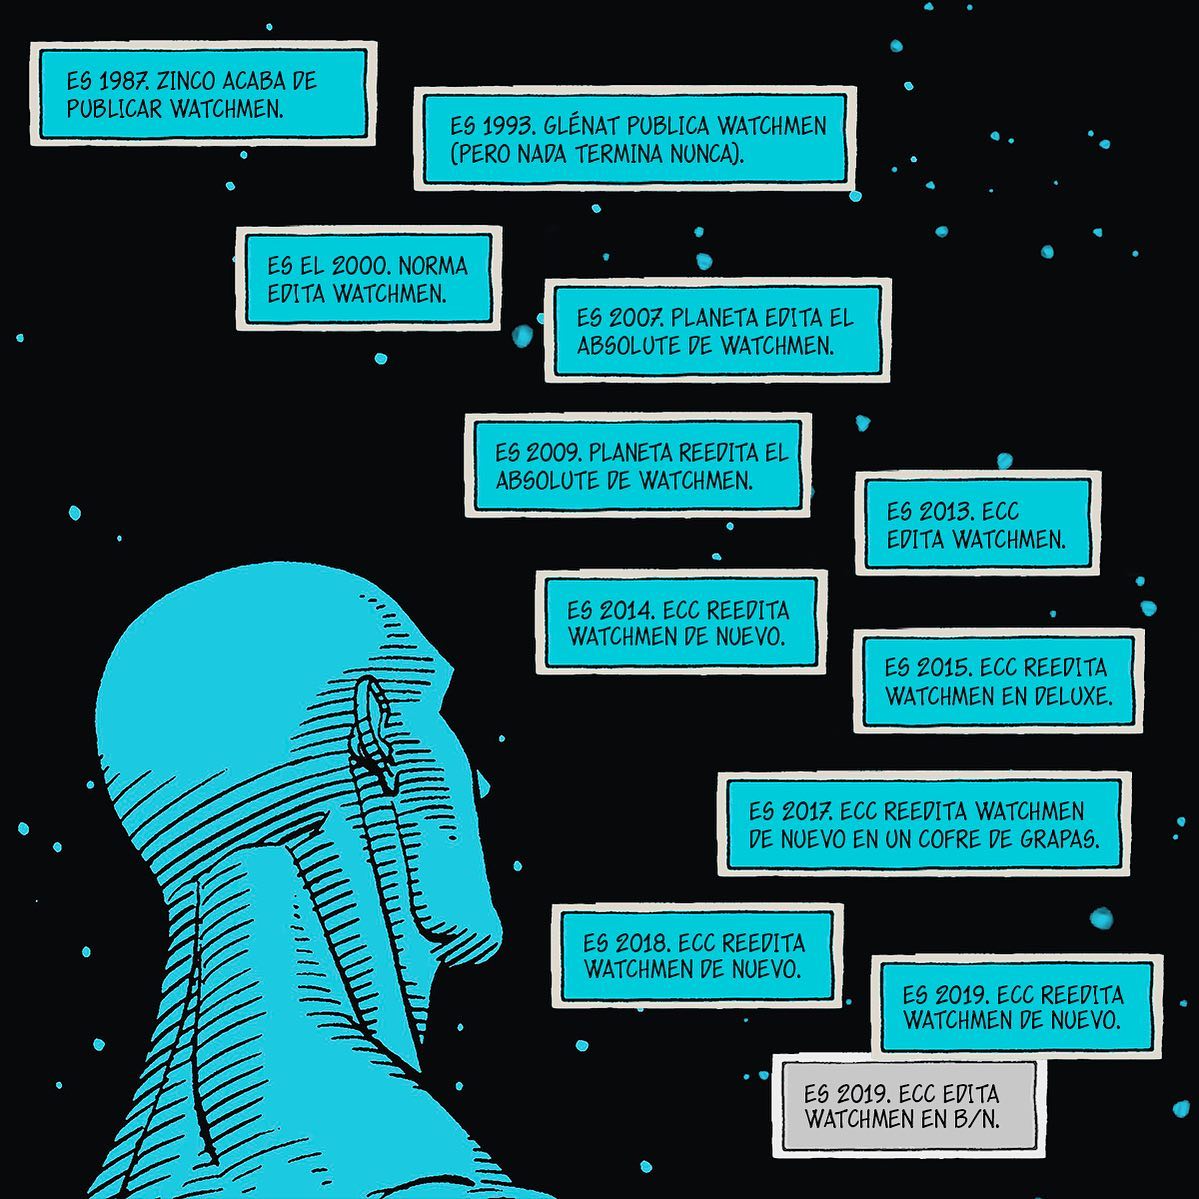 ES 1987. ZINCO ACABA DE
PUBLICAR WATCHMEN.
ES 1993. GLÉNAT PUBLICA WATCHMEN
(PERO NADA TERMINA NUNCA).
ES EL 2000. NORMA
EDITA WATCHMEN.
ES 2007. PLANETA EDITA EL
ABSOLUTE DE WATCHMEN.
ES 2009. PLANETA REEDITA EL
ABSOLUTE DE WATCHMEN.
ES 2013. ECC
EDITA WATCHMEN.
ES 2014. ECC REEDITA
WATCHMEN DE NUEVO.
ES 2015. ECC REEDITA
WATCHMEN EN DELUXE.
ES 2017. ECC REEDITA WATCHMEN
DE NUEVO EN UN COFRE DE GRAPAS.
ES 2018. ECC REEDITA
WATCHMEN DE NUEVO.
ES 2019. ECC REEDITA
WATCHMEN DE NUEVO.
ES 2019. ECC EDITA
WATCHMEN EN B/N.